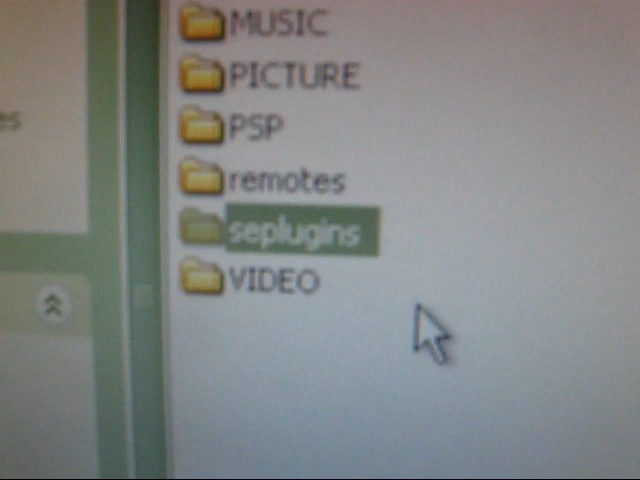 MUSIC
PICTURE
PSP
remotes
seplugins
VIDEO